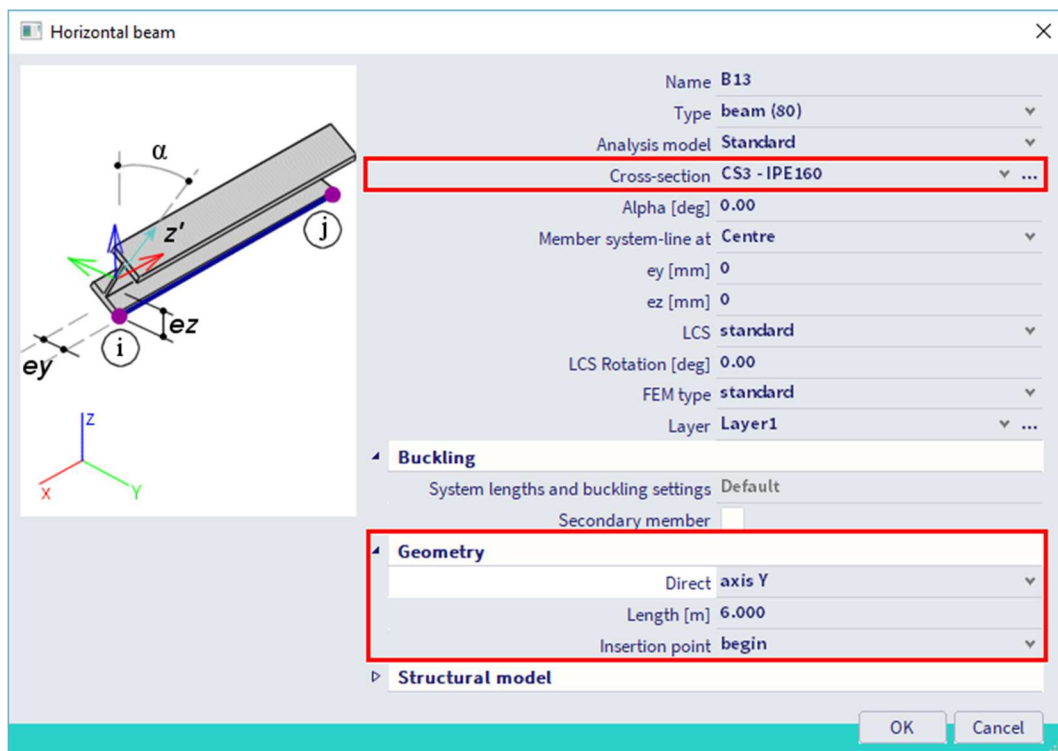 Horizontal beam
Name B13
Type beam (80)
Analysis model Standard
Cross-section CS3 - IPE160 ...
Alpha [deg] 0.00
Member system-line at Centre
ey [mm] 0
ez [mm] 0
LCS standard
LCS Rotation [deg] 0.00
FEM type standard
Layer Layer1 ...
Buckling
System lengths and buckling settings Default
Secondary member
Geometry
Direct axis Y
Length [m] 6.000
Insertion point begin
Structural model
OK Cancel
α
z'
j
ez
i
ey
z
x
Y